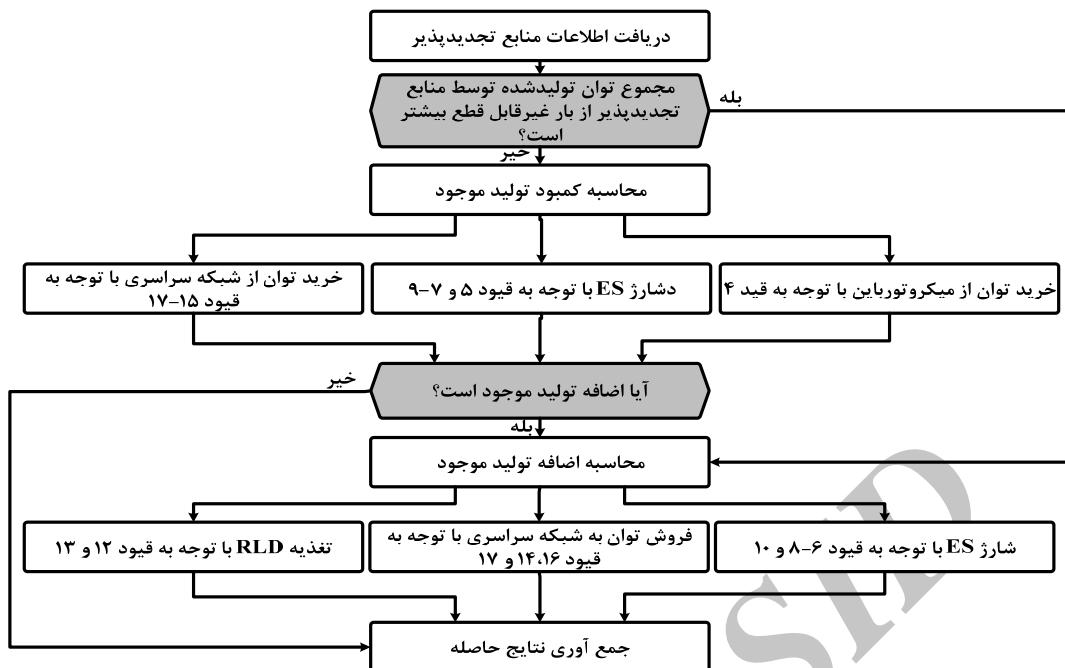 دریافت اطلاعات منابع تجدیدپذیر
مجموع توان تولیدشده توسط منابع
تجدیدپذیر از بار غیرقابل قطع بیشتر
است؟
بله
خیر
محاسبه کمبود تولید موجود
خرید توان از میکروتورباین با توجه به قید ۴
دشارژ ES با توجه به قیود ۵ و ۷-۹
خرید توان از شبکه سراسری با توجه به
قیود ۱۵-۱۷
آیا اضافه تولید موجود است؟
خیر
بله
محاسبه اضافه تولید موجود
شارژ ES با توجه به قیود ۶-۸ و ۱۰
فروش توان به شبکه سراسری با توجه به
قیود ۱۴،۱۶ و ۱۷
تغذیه RLD با توجه به قیود ۱۲ و ۱۳
جمع آوری نتایج حاصله
SID